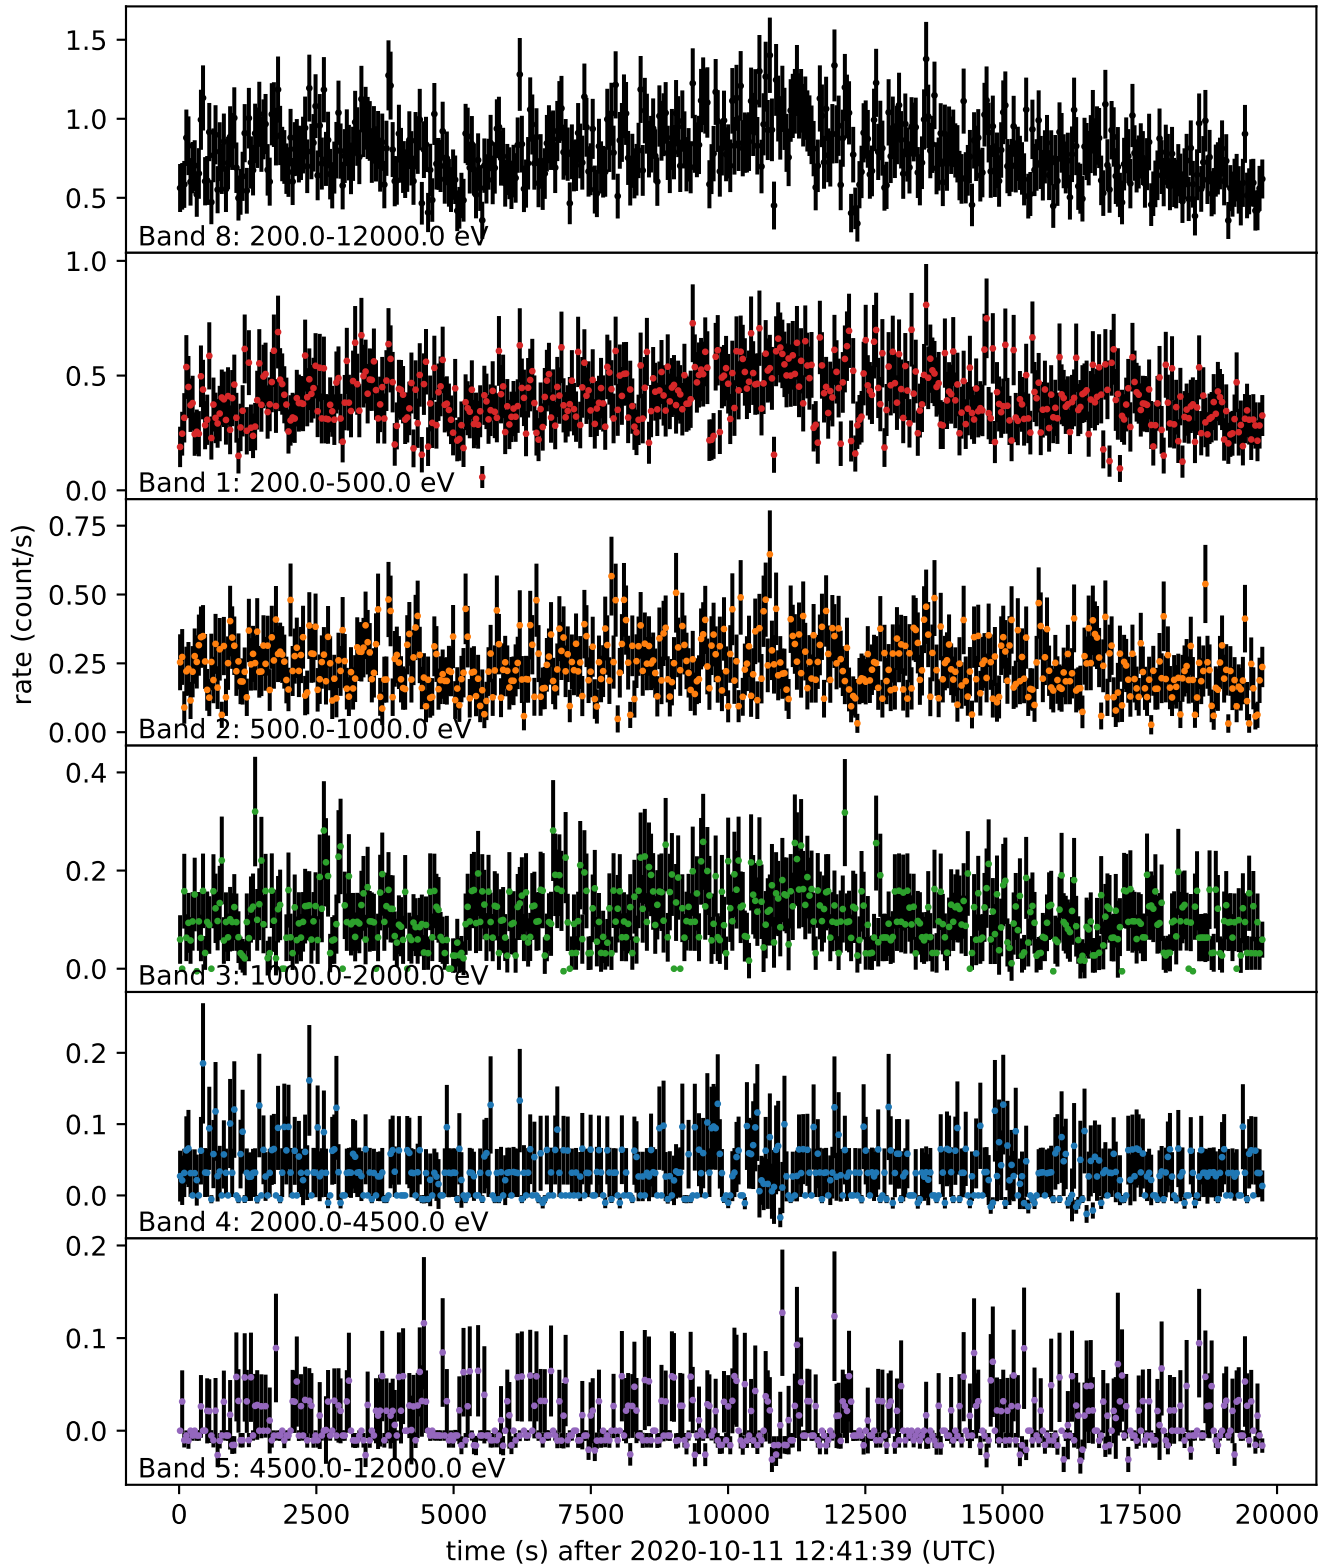 1.5
1.0
0.5
Band 8: 200.0-12000.0 eV
1.0
0.5
0.0
Band 1: 200.0-500.0 eV
0.75
0.50
0.25
0.00
Band 2: 500.0-1000.0 eV
rate (count/s)
0.4
0.2
0.0
Band 3: 1000.0-2000.0 eV
0.2
0.1
0.0
Band 4: 2000.0-4500.0 eV
0.2
0.1
0.0
Band 5: 4500.0-12000.0 eV
0 2500 5000 7500 10000 12500 15000 17500 20000
time (s) after 2020-10-11 12:41:39 (UTC)